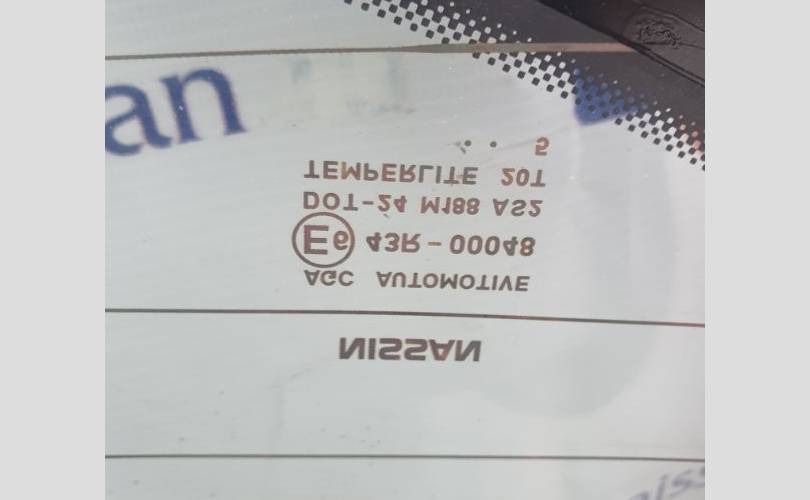 an
NISSAN
AGC AUTOMOTIVE
E6 43R-00048
DOT-24 M188 AS2
TEMPERLITE 20T
. . 5